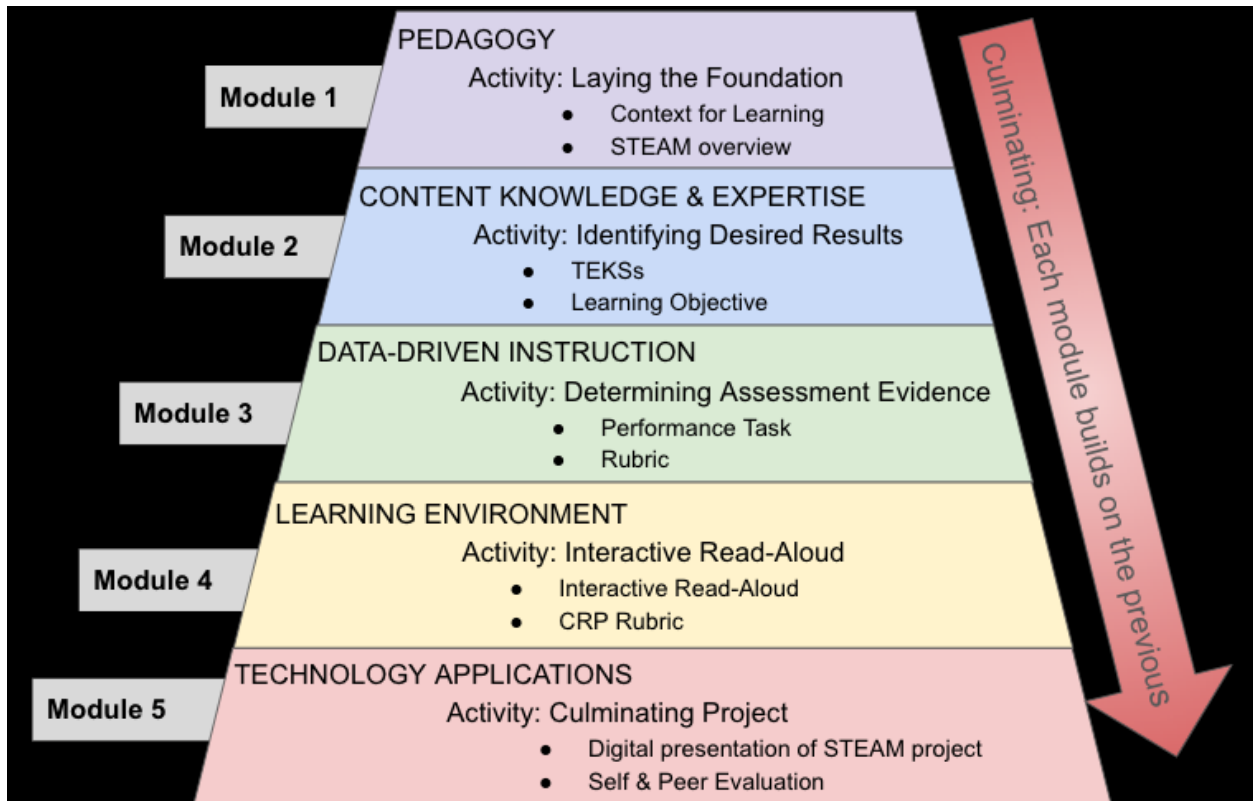 PEDAGOGY
Module 1
Activity: Laying the Foundation
● Context for Learning
● STEAM overview
CONTENT KNOWLEDGE & EXPERTISE
Module 2
Activity: Identifying Desired Results
● TEKSs
● Learning Objective
DATA-DRIVEN INSTRUCTION
Module 3
Activity: Determining Assessment Evidence
● Performance Task
● Rubric
LEARNING ENVIRONMENT
Module 4
Activity: Interactive Read-Aloud
● Interactive Read-Aloud
● CRP Rubric
TECHNOLOGY APPLICATIONS
Module 5
Activity: Culminating Project
● Digital presentation of STEAM project
● Self & Peer Evaluation
Culminating: Each module builds on the previous